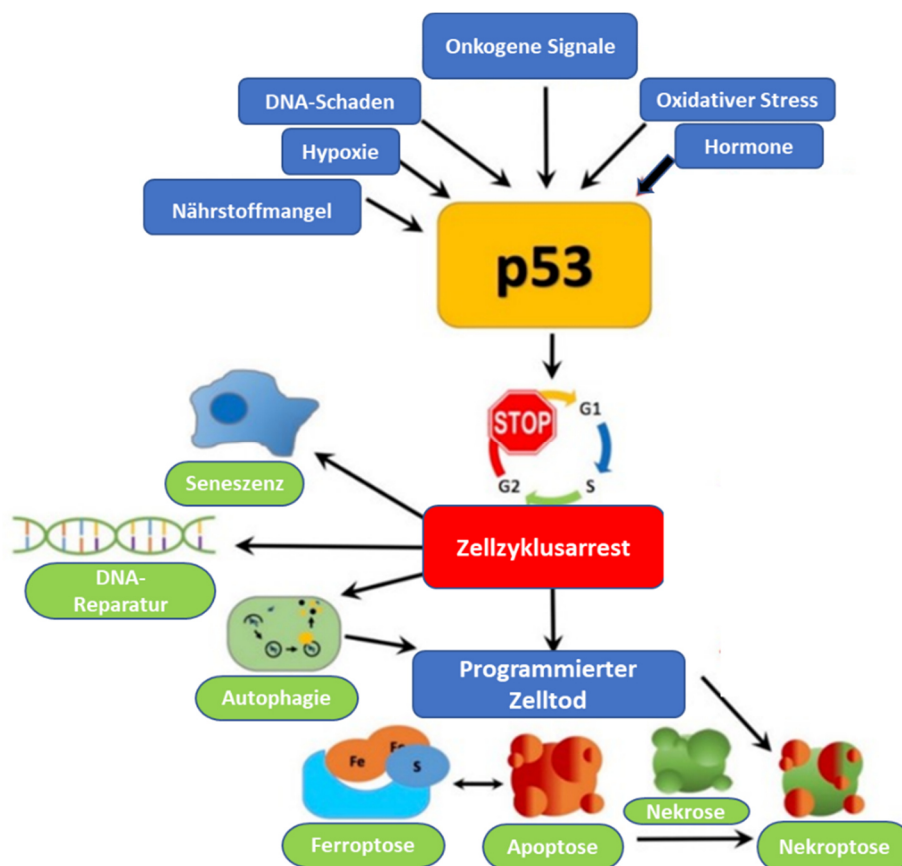 Onkogene Signale
DNA-Schaden
Oxidativer Stress
Hypoxie
Hormone
Nährstoffmangel
p53
STOP
G1
G2
S
Seneszenz
Zellzyklusarrest
DNA-
Reparatur
Autophagie
Programmierter
Zelltod
Fe
Fe
S
Nekrose
Ferroptose
Apoptose
Nekroptose